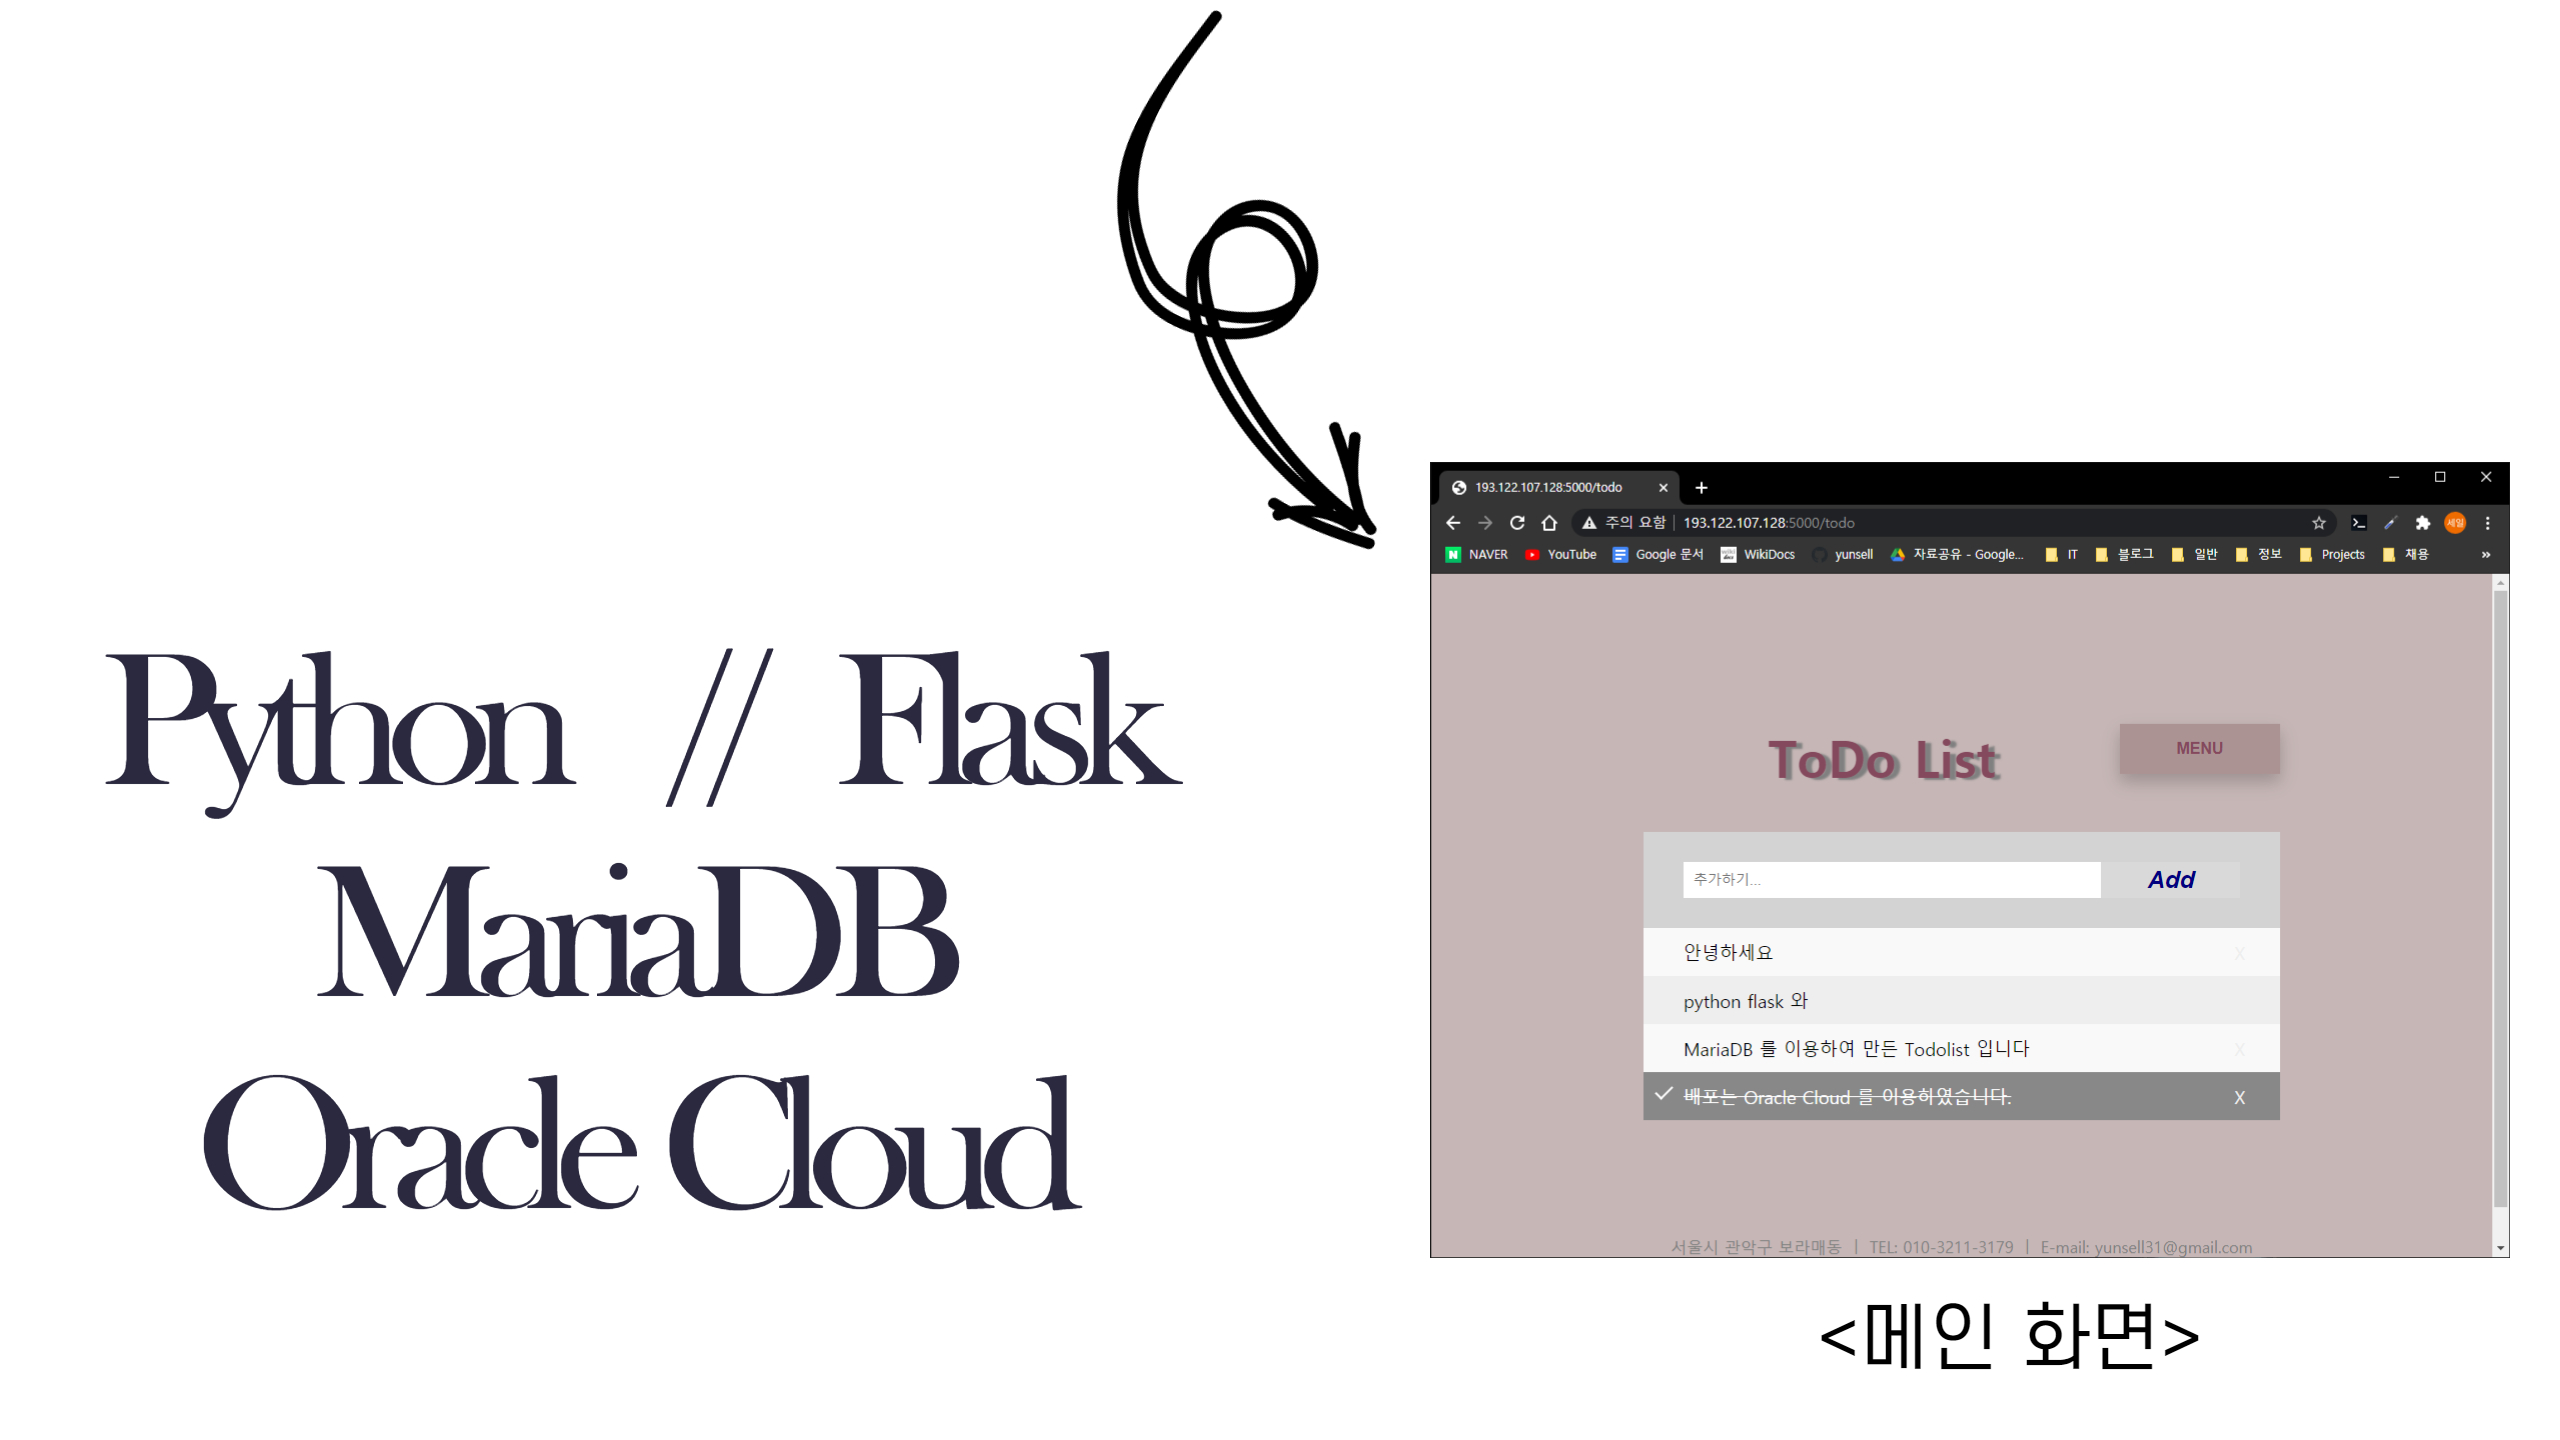 Python // Flask
MariaDB
Oracle Cloud
193.122.107.128:5000/todo
주의 요함 | 193.122.107.128:5000/todo
세일
NAVER YouTube Google 문서 WikiDocs yunsell 자료공유 - Google... IT 블로그 일반 정보 Projects 채용 »
ToDo List
MENU
추가하기... Add
안녕하세요 X
python flask 와
MariaDB 를 이용하여 만든 Todolist 입니다 X
배포는 Oracle Cloud 를 이용하였습니다. X
서울시 관악구 보라매동 | TEL: 010-3211-3179 | E-mail: yunsell31@gmail.com
<메인 화면>